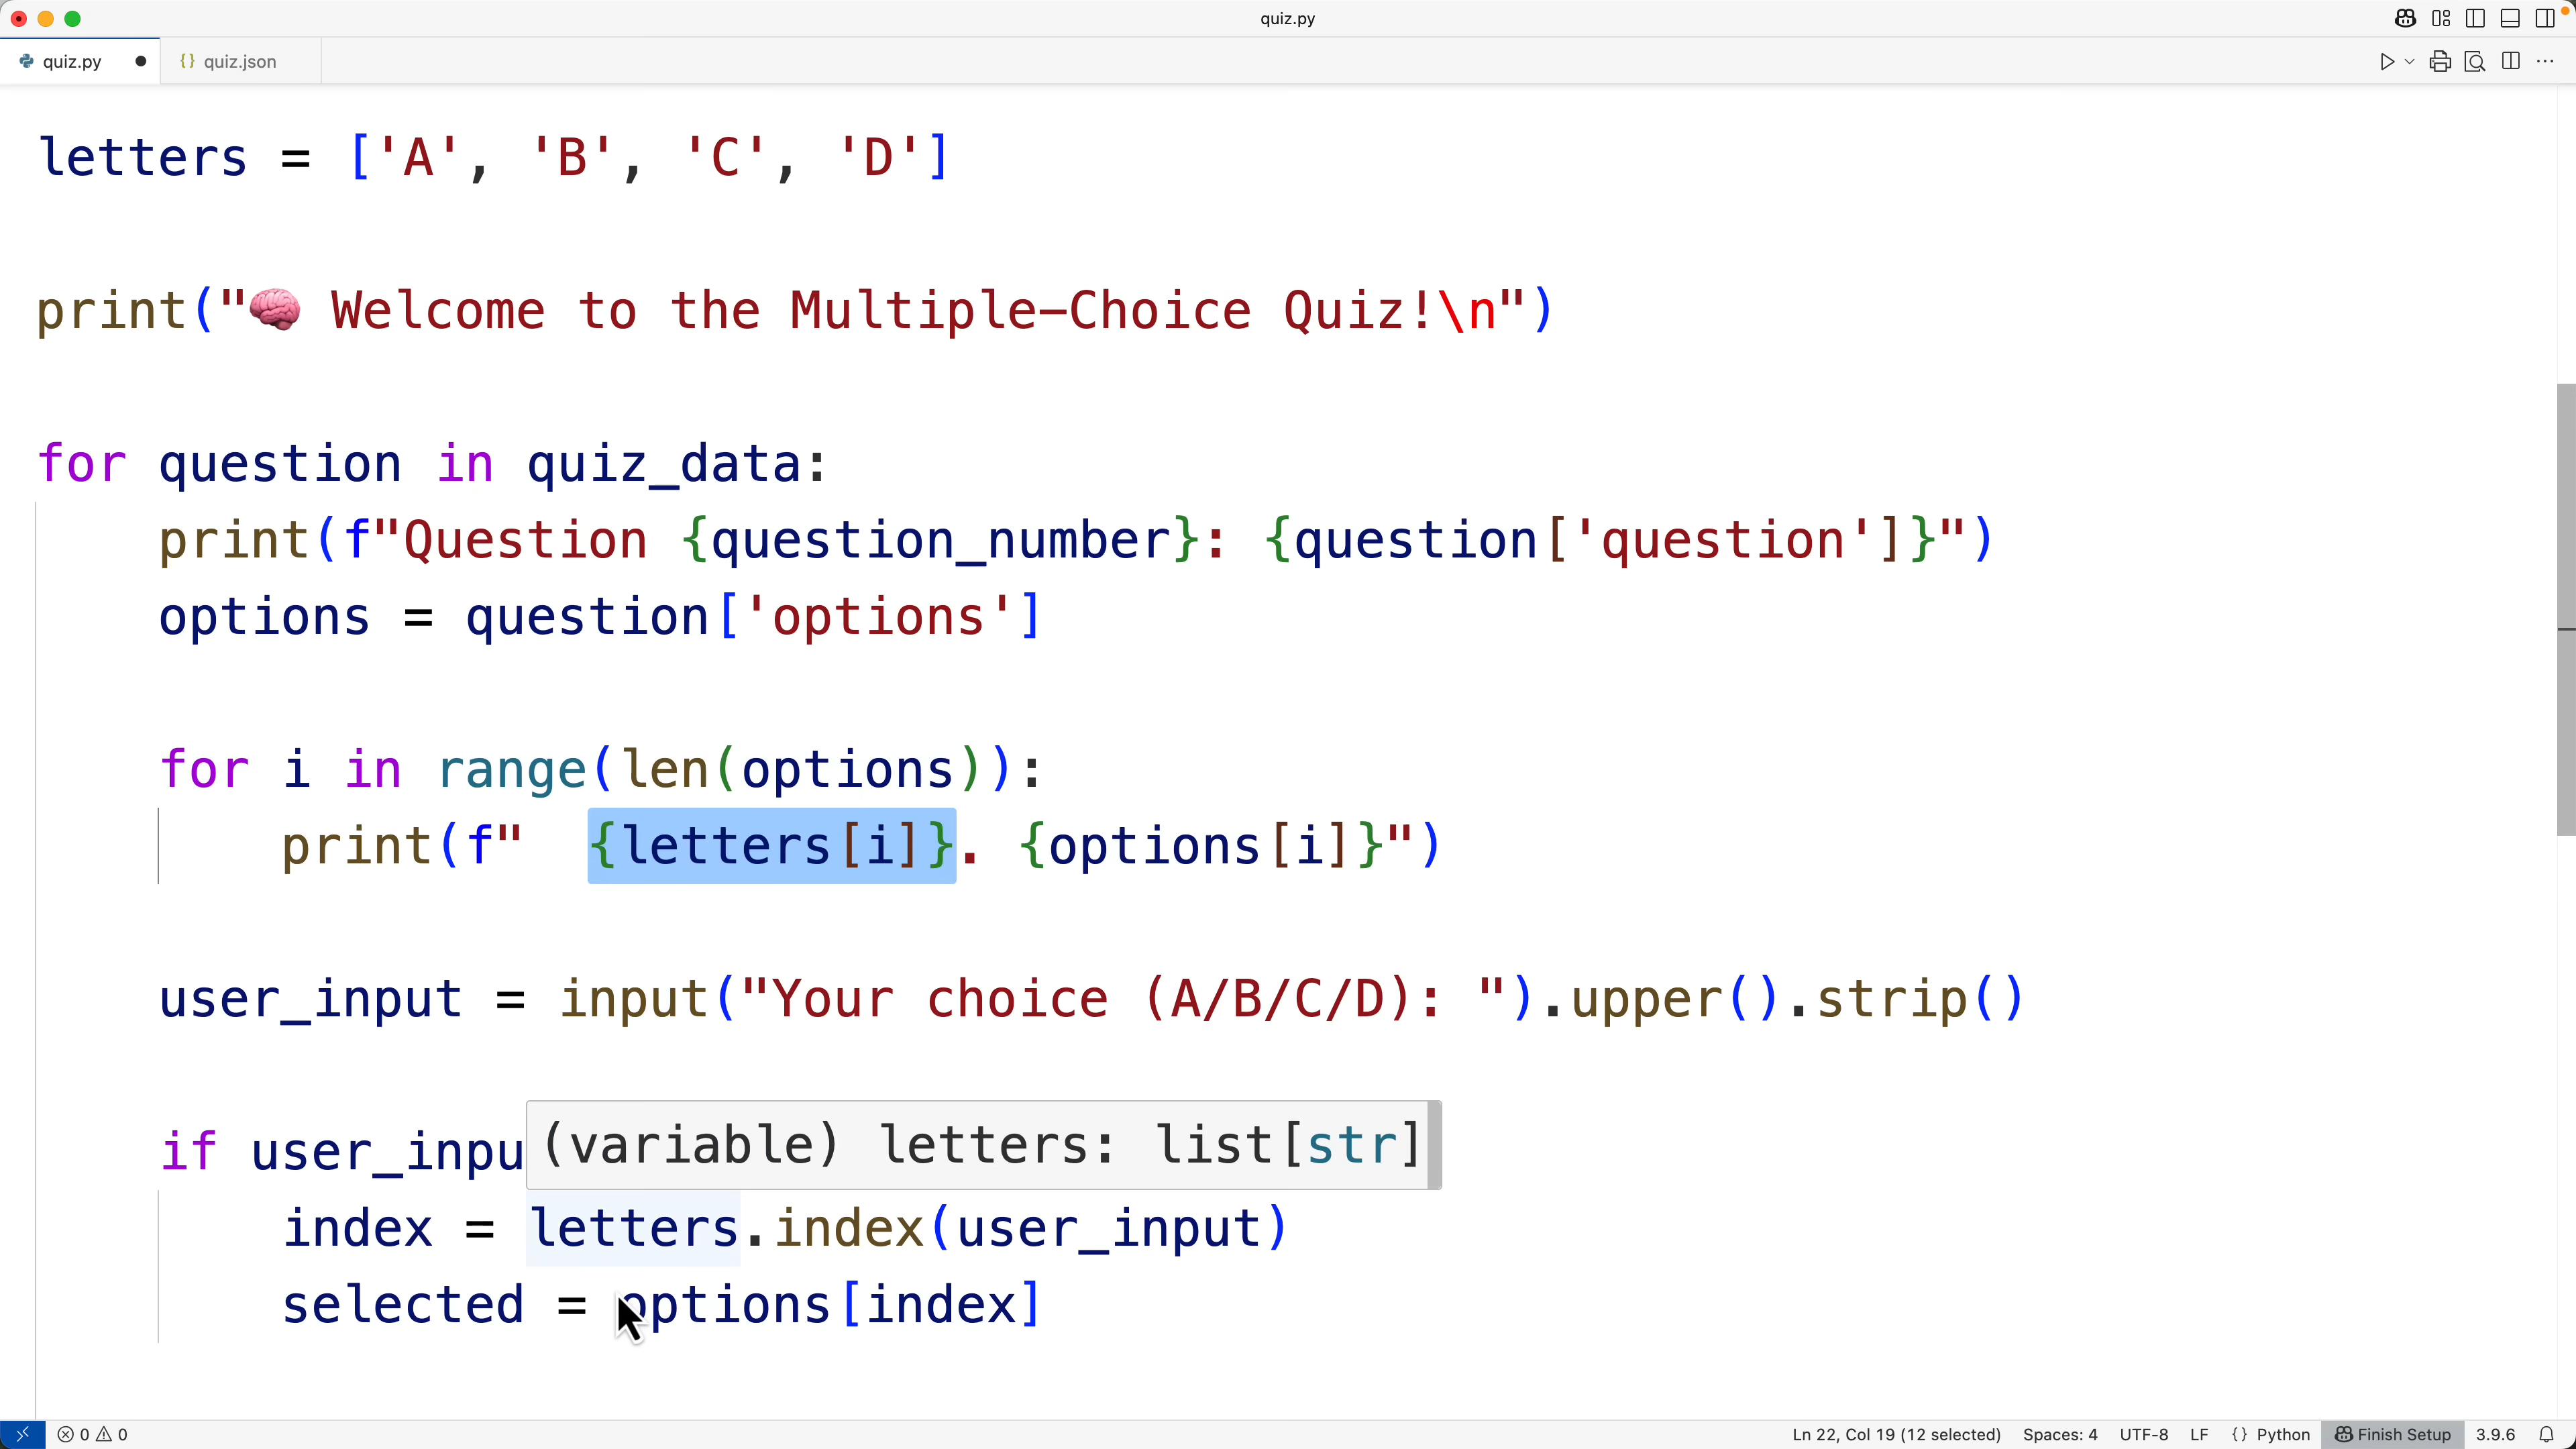 quiz.py
quiz.py
{} quiz.json
letters = ['A', 'B', 'C', 'D']
print("🧠 Welcome to the Multiple-Choice Quiz!\n")
for question in quiz_data:
    print(f"Question {question_number}: {question['question']}")
    options = question['options']
    for i in range(len(options)):
        print(f"  {letters[i]}. {options[i]}")
    user_input = input("Your choice (A/B/C/D): ").upper().strip()
    if user_inpu
(variable) letters: list[str]
        index = letters.index(user_input)
        selected = options[index]
0 0 Ln 22, Col 19 (12 selected) Spaces: 4 UTF-8 LF {} Python Finish Setup 3.9.6